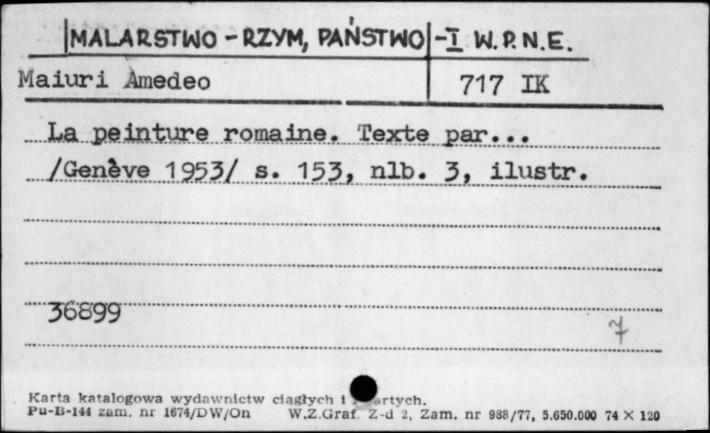 MALARSTWO - RZYM, PAŃSTWO - I W.P.N.E.
Maiuri Amedeo 717 IK
La peinture romaine. Texte par...
/Genève 1953/ s. 153, nlb. 3, ilustr.
36899
7
Karta katalogowa wydawnictw ciągłych i
Pu-B-144 zam. nr 1674/DW/On W.Z.Graf. Z-d 2, Zam. nr 988/77, 5.650.000 74 × 120